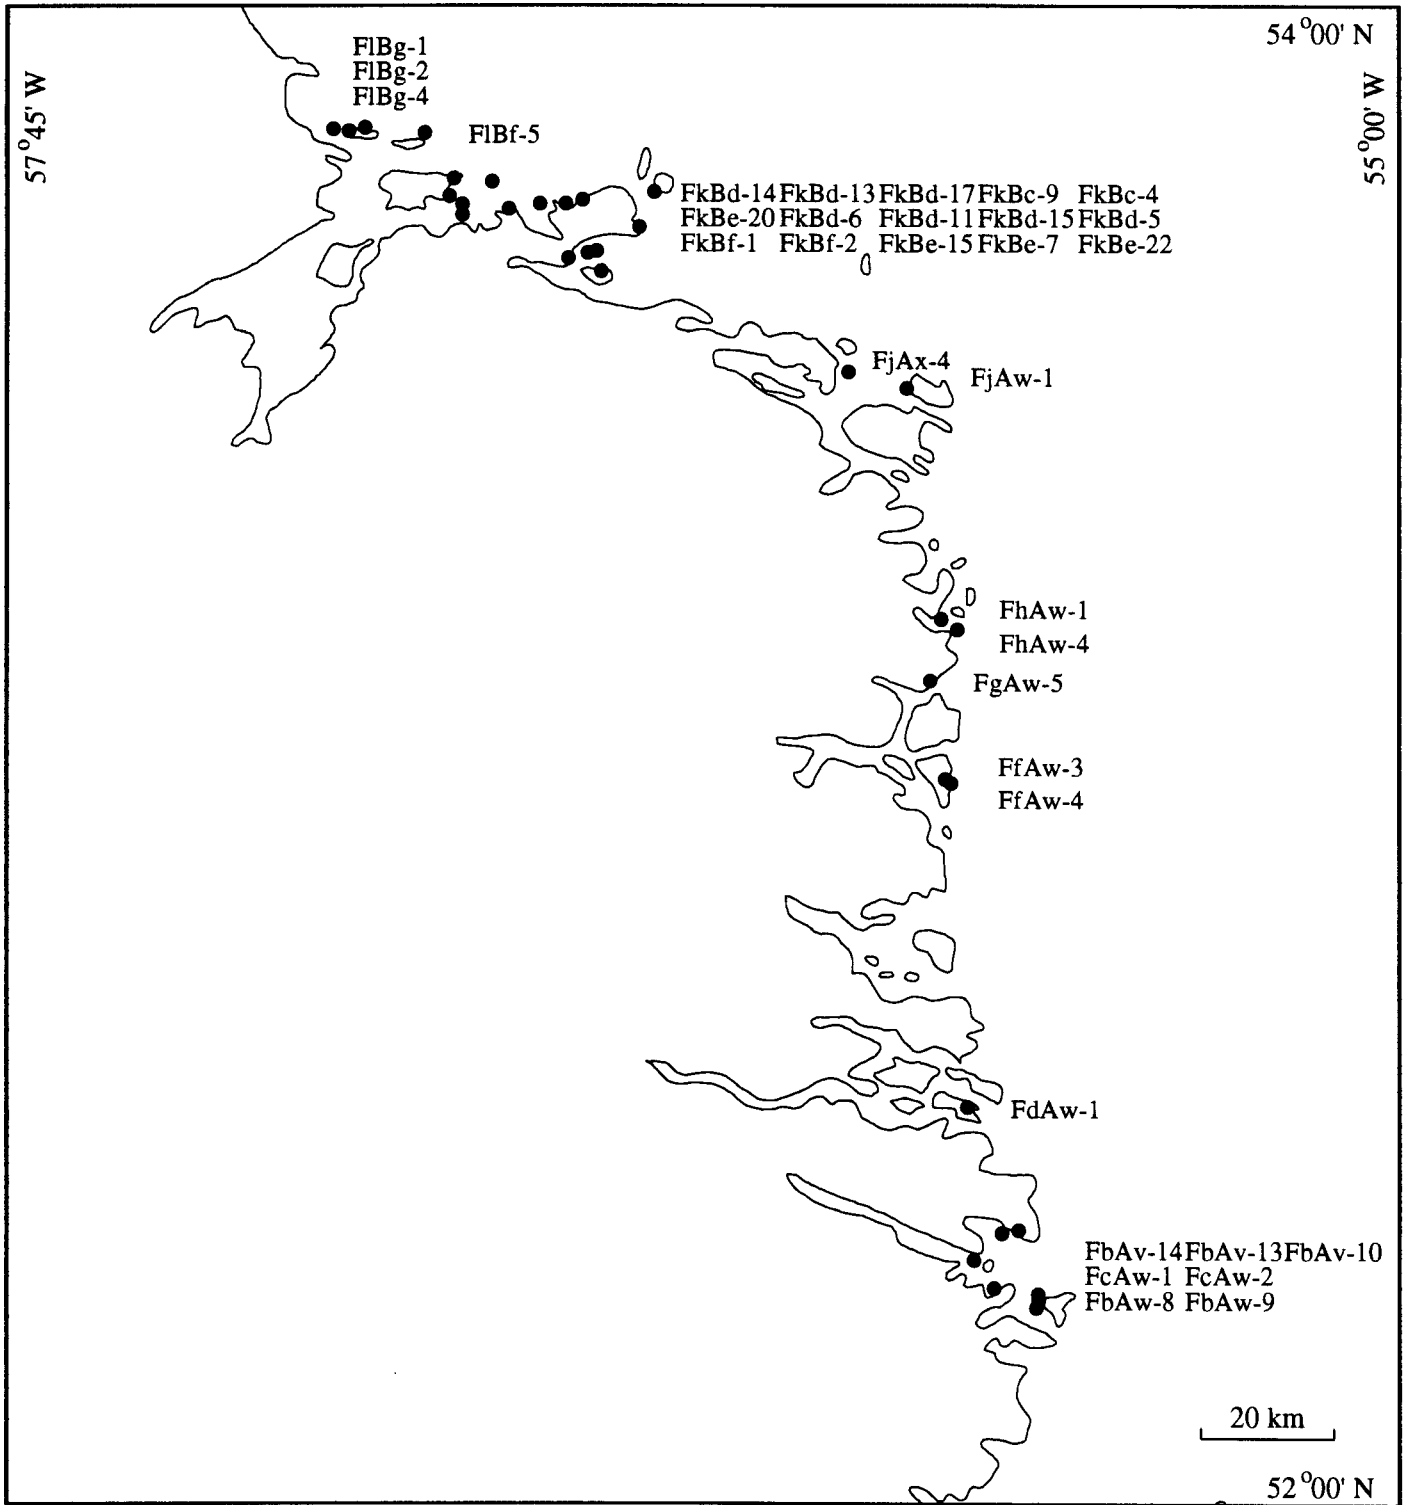 54°00' N
57°45' W
55°00' W
FlBg-1
FlBg-2
FlBg-4
FlBf-5
FkBd-14 FkBd-13 FkBd-17 FkBc-9 FkBc-4
FkBe-20 FkBd-6 FkBd-11 FkBd-15 FkBd-5
FkBf-1 FkBf-2 FkBe-15 FkBe-7 FkBe-22
FjAx-4
FjAw-1
FhAw-1
FhAw-4
FgAw-5
FfAw-3
FfAw-4
FdAw-1
FbAv-14 FbAv-13 FbAv-10
FcAw-1 FcAw-2
FbAw-8 FbAw-9
20 km
52°00' N